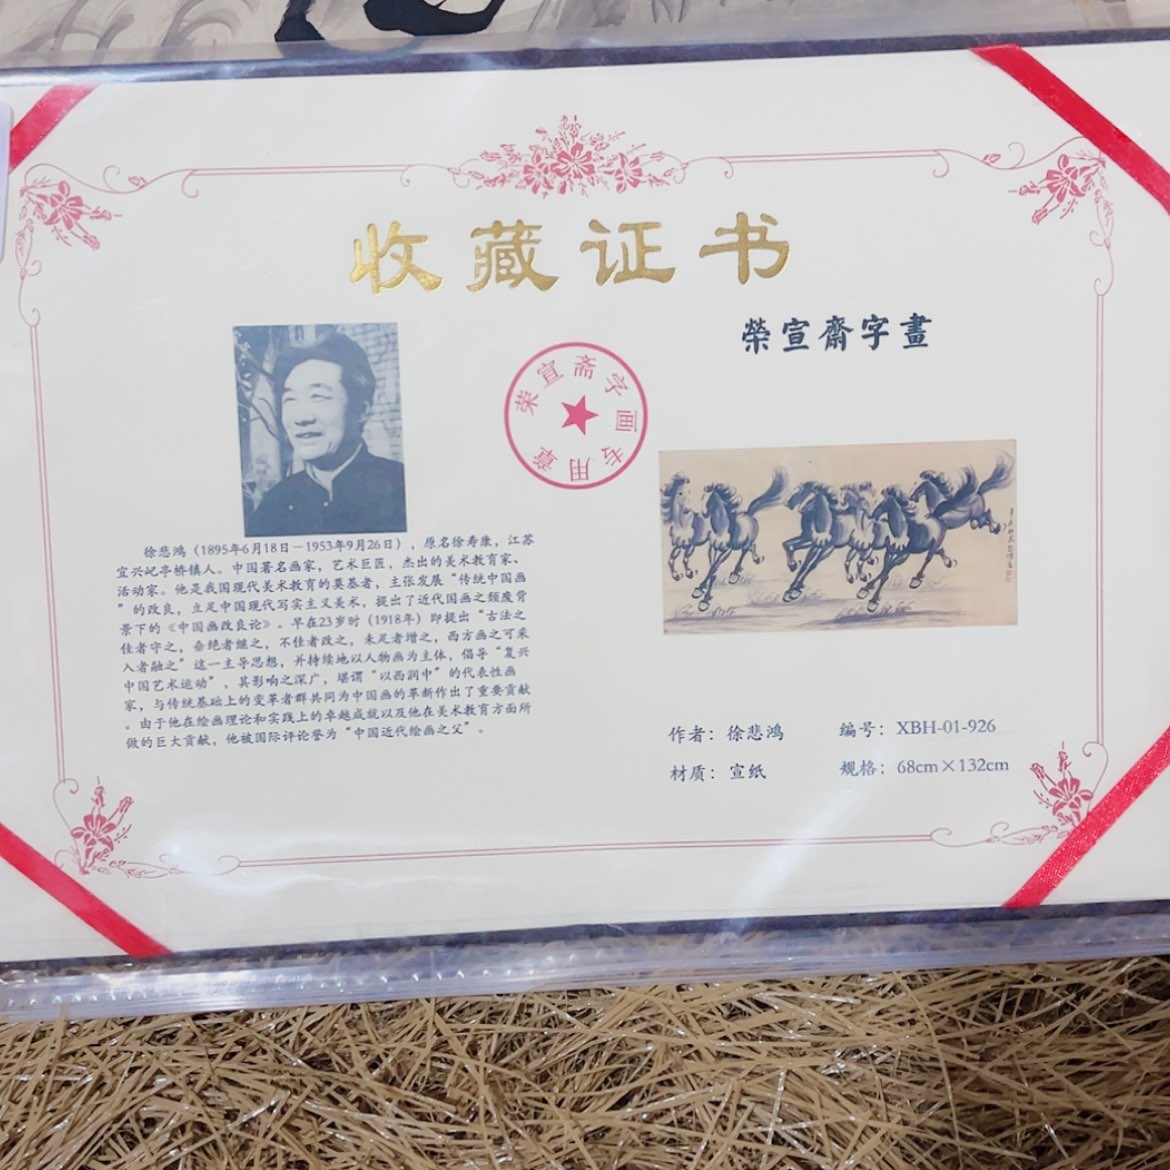 收藏证书
榮宣齋字畫
荣宣斋字画专用章
徐悲鸿（1895年6月18日－1953年9月26日），原名徐寿康，江苏
宜兴屺亭桥镇人。中国著名画家，艺术巨匠，杰出的美术教育家、
活动家。他是我国现代美术教育的奠基者，主张发展“传统中国画
”的改良，立足中国现代写实主义美术，提出了近代国画之颓废背
景下的《中国画改良论》。早在23岁时（1918年）即提出“古法之
佳者守之，垂绝者继之，不佳者改之，未足者增之，西方画之可采
入者融之”这一主导思想，并持续地以人物画为主体，倡导“复兴
中国艺术运动”，其影响之深广，堪谓“以西润中”的代表性画
家，与传统基础上的变革者群共同为中国画的革新作出了重要贡献
。由于他在绘画理论和实践上的卓越成就以及他在美术教育方面所
做的巨大贡献，他被国际评论誉为“中国近代绘画之父”。
作者：徐悲鸿 编号：XBH-01-926
材质：宣纸 规格：68cm×132cm